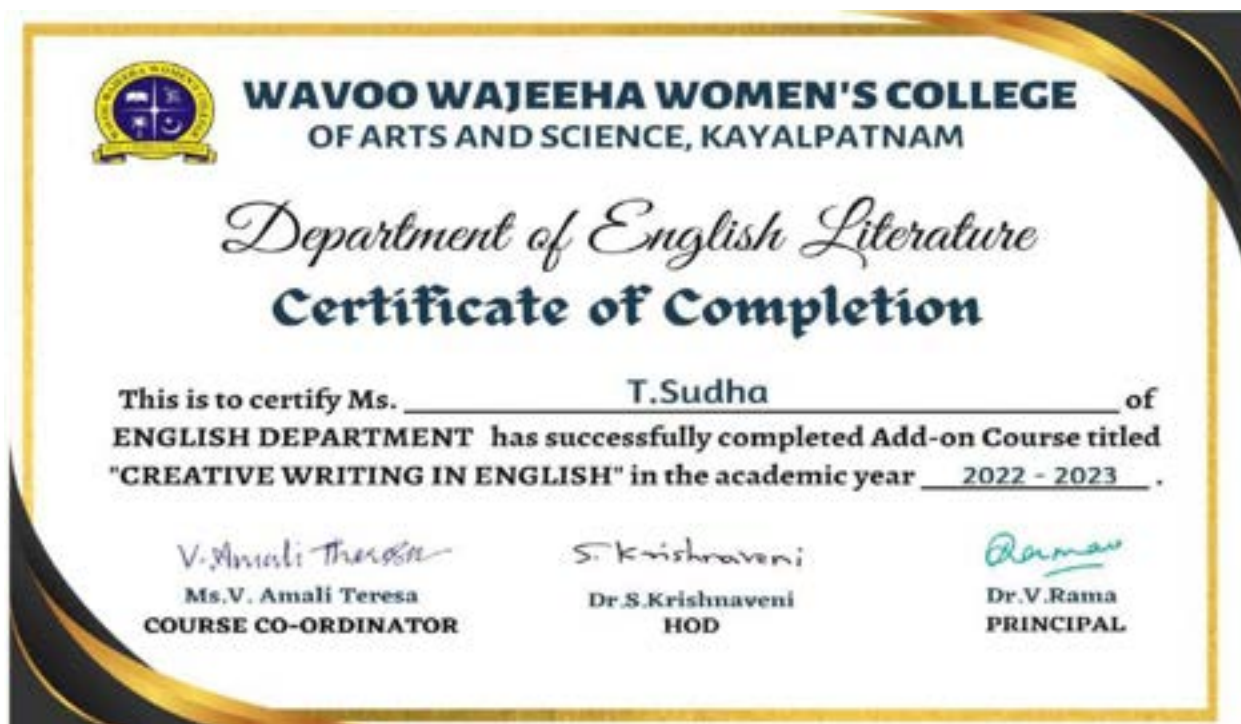 WAVOO WAJEEHA WOMEN'S COLLEGE
OF ARTS AND SCIENCE, KAYALPATNAM
Department of English Literature
Certificate of Completion
This is to certify Ms. T.Sudha of
ENGLISH DEPARTMENT has successfully completed Add-on Course titled
"CREATIVE WRITING IN ENGLISH" in the academic year 2022 - 2023 .
V. Amali S. Krishnaveni
Ms.V. Amali Teresa Dr.S.Krishnaveni Dr.V.Rama
COURSE CO-ORDINATOR HOD PRINCIPAL